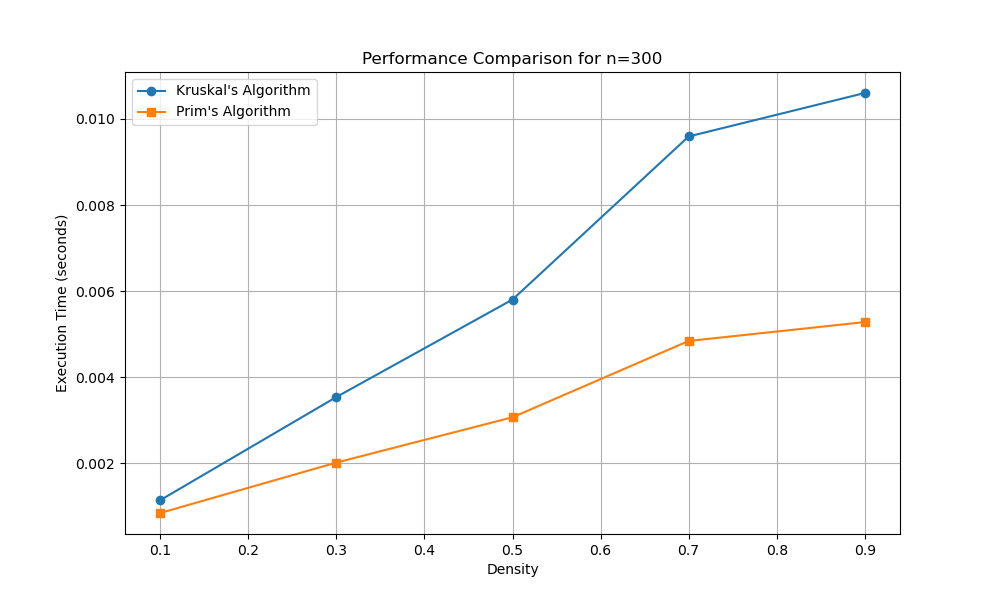 Performance Comparison for n=300
Kruskal's Algorithm
Prim's Algorithm
0.010
0.008
0.006
0.004
0.002
Execution Time (seconds)
0.1 0.2 0.3 0.4 0.5 0.6 0.7 0.8 0.9
Density